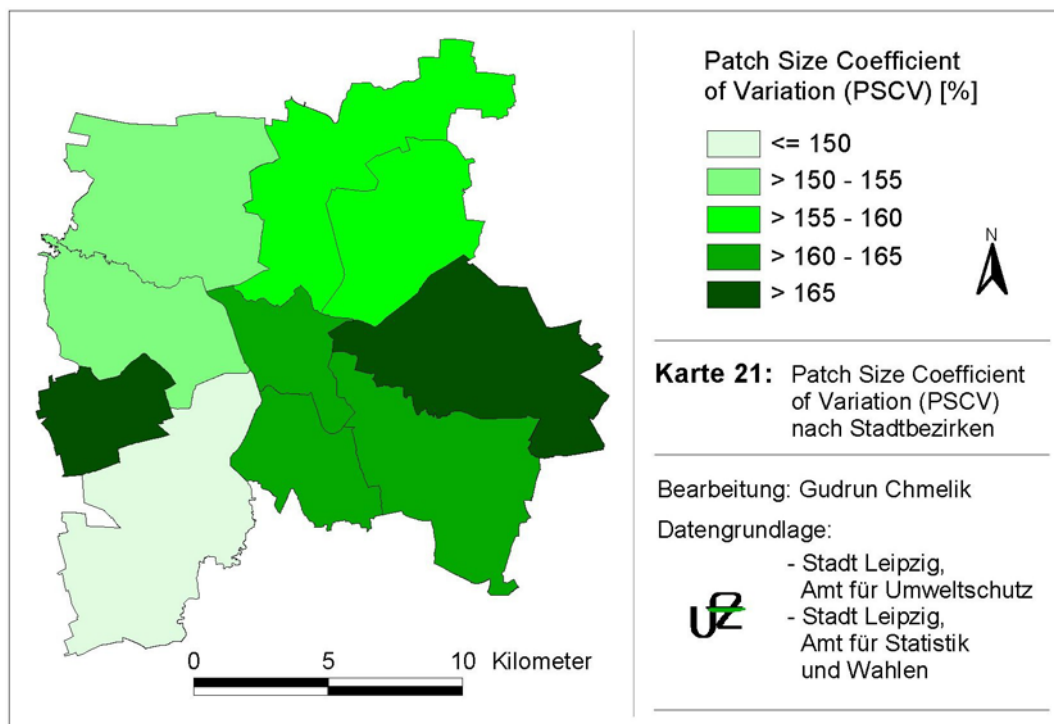 Patch Size Coefficient
of Variation (PSCV) [%]
<= 150
> 150 - 155
> 155 - 160
> 160 - 165
> 165
N
Karte 21: Patch Size Coefficient
of Variation (PSCV)
nach Stadtbezirken
Bearbeitung: Gudrun Chmelik
Datengrundlage:
- Stadt Leipzig,
Amt für Umweltschutz
- Stadt Leipzig,
Amt für Statistik
und Wahlen
UFZ
0 5 10 Kilometer